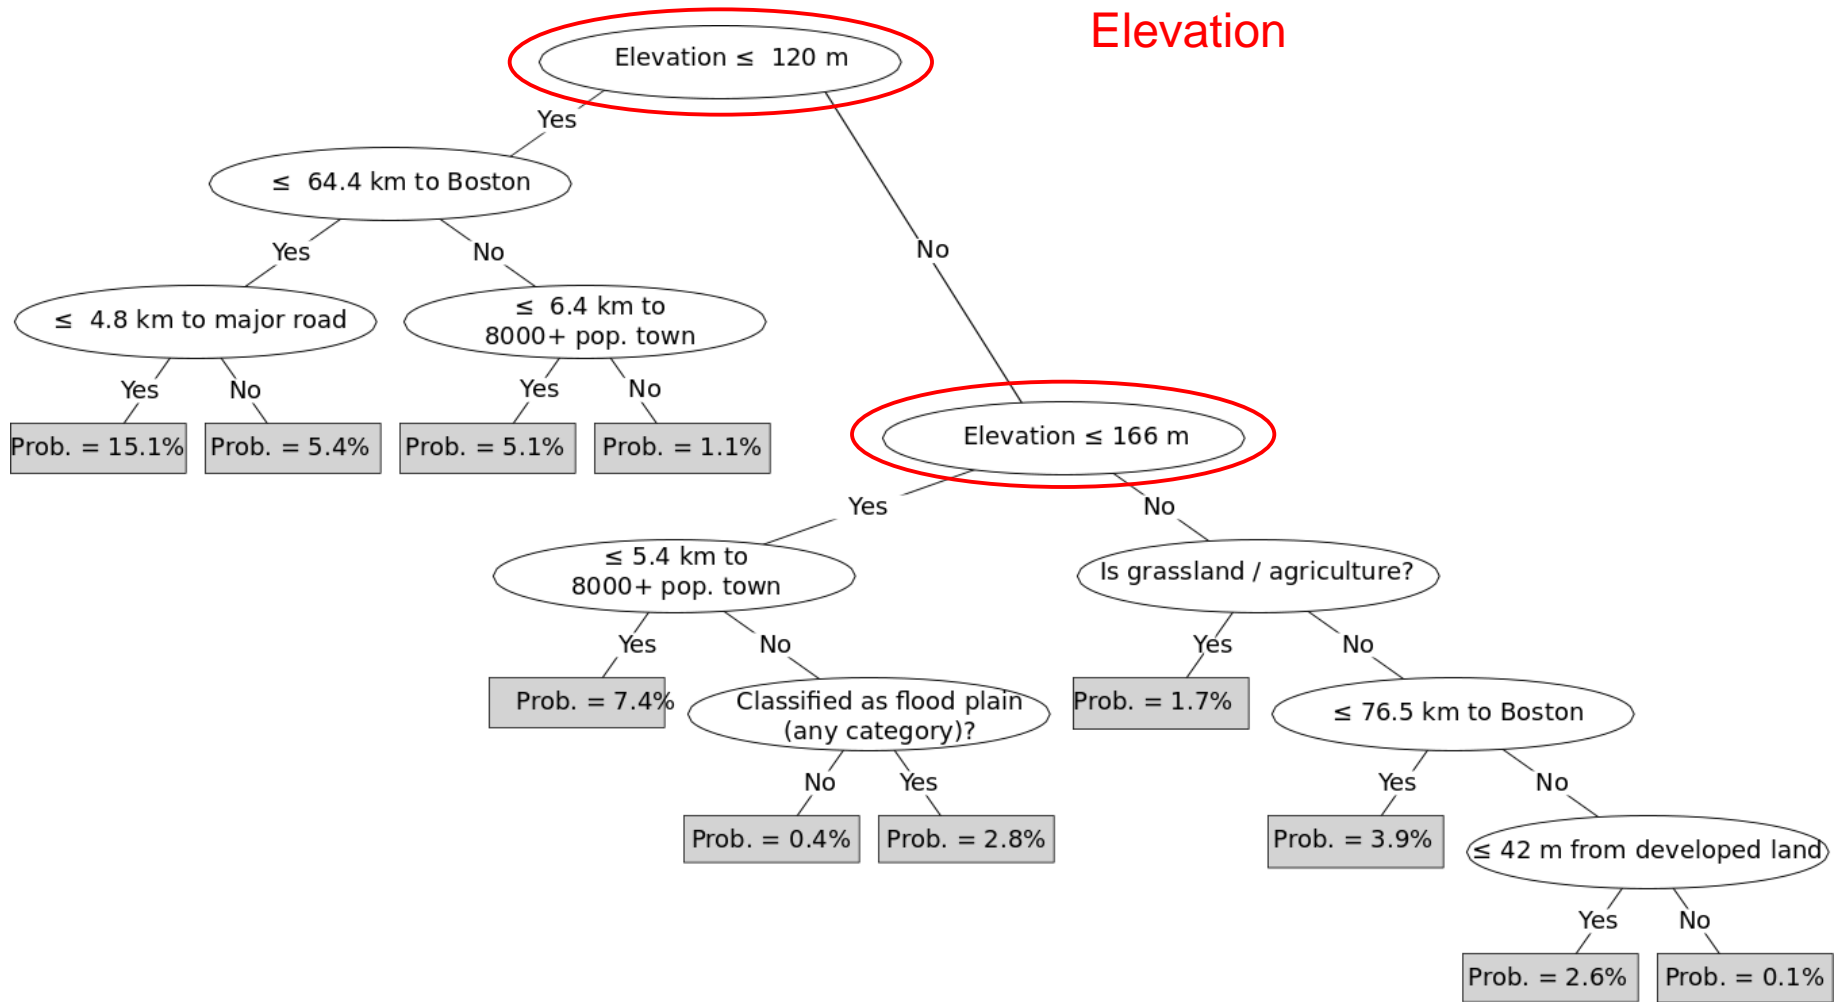 Elevation
Elevation ≤ 120 m
Yes
≤ 64.4 km to Boston
No
Yes
No
≤ 4.8 km to major road
≤ 6.4 km to
8000+ pop. town
Yes
No
Yes
No
Prob. = 15.1%
Prob. = 5.4%
Prob. = 5.1%
Prob. = 1.1%
Elevation ≤ 166 m
Yes
No
≤ 5.4 km to
8000+ pop. town
Is grassland / agriculture?
Yes
No
Yes
No
Prob. = 7.4%
Classified as flood plain
(any category)?
Prob. = 1.7%
≤ 76.5 km to Boston
No
Yes
Yes
No
Prob. = 0.4%
Prob. = 2.8%
Prob. = 3.9%
≤ 42 m from developed land
Yes
No
Prob. = 2.6%
Prob. = 0.1%